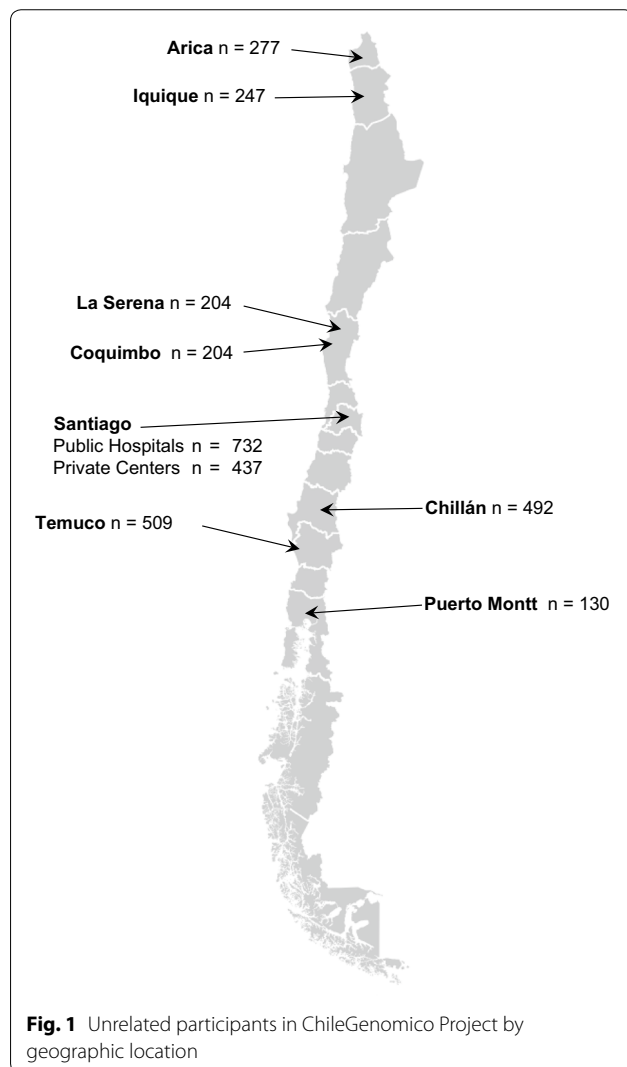 Arica n = 277
Iquique n = 247
La Serena n = 204
Coquimbo n = 204
Santiago
Public Hospitals n = 732
Private Centers n = 437
Chillán n = 492
Temuco n = 509
Puerto Montt n = 130
Fig. 1 Unrelated participants in ChileGenomico Project by
geographic location